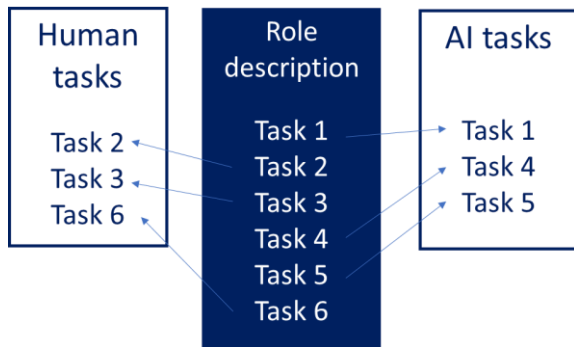 Human
tasks
Task 2
Task 3
Task 6
Role
description
Task 1
Task 2
Task 3
Task 4
Task 5
Task 6
AI tasks
Task 1
Task 4
Task 5